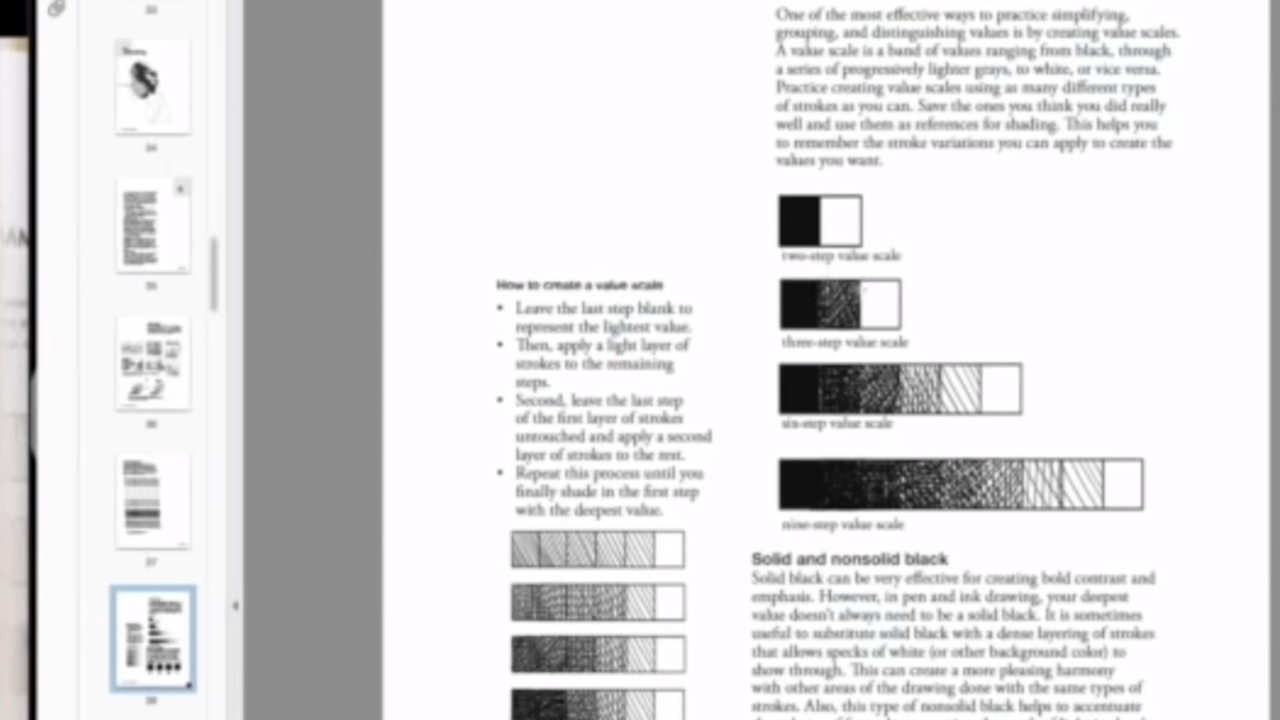 One of the most effective ways to practice simplifying,
grouping, and distinguishing values is by creating value scales.
A value scale is a band of values ranging from black, through
a series of progressively lighter grays, to white, or vice versa.
Practice creating value scales using as many different types
of strokes as you can. Save the ones you think you did really
well and use them as references for shading. This helps you
to remember the stroke variations you can apply to create the
values you want.
two-step value scale
three-step value scale
six-step value scale
nine-step value scale
How to create a value scale
• Leave the last step blank to
represent the lightest value.
• Then, apply a light layer of
strokes to the remaining
steps.
• Second, leave the last step
of the first layer of strokes
untouched and apply a second
layer of strokes to the rest.
• Repeat this process until you
finally shade in the first step
with the deepest value.
Solid and nonsolid black
Solid black can be very effective for creating bold contrast and
emphasis. However, in pen and ink drawing, your deepest
value doesn't always need to be a solid black. It is sometimes
useful to substitute solid black with a dense layering of strokes
that allows specks of white (or other background color) to
show through. This can create a more pleasing harmony
with other areas of the drawing done with the same types of
strokes. Also, this type of nonsolid black helps to accentuate